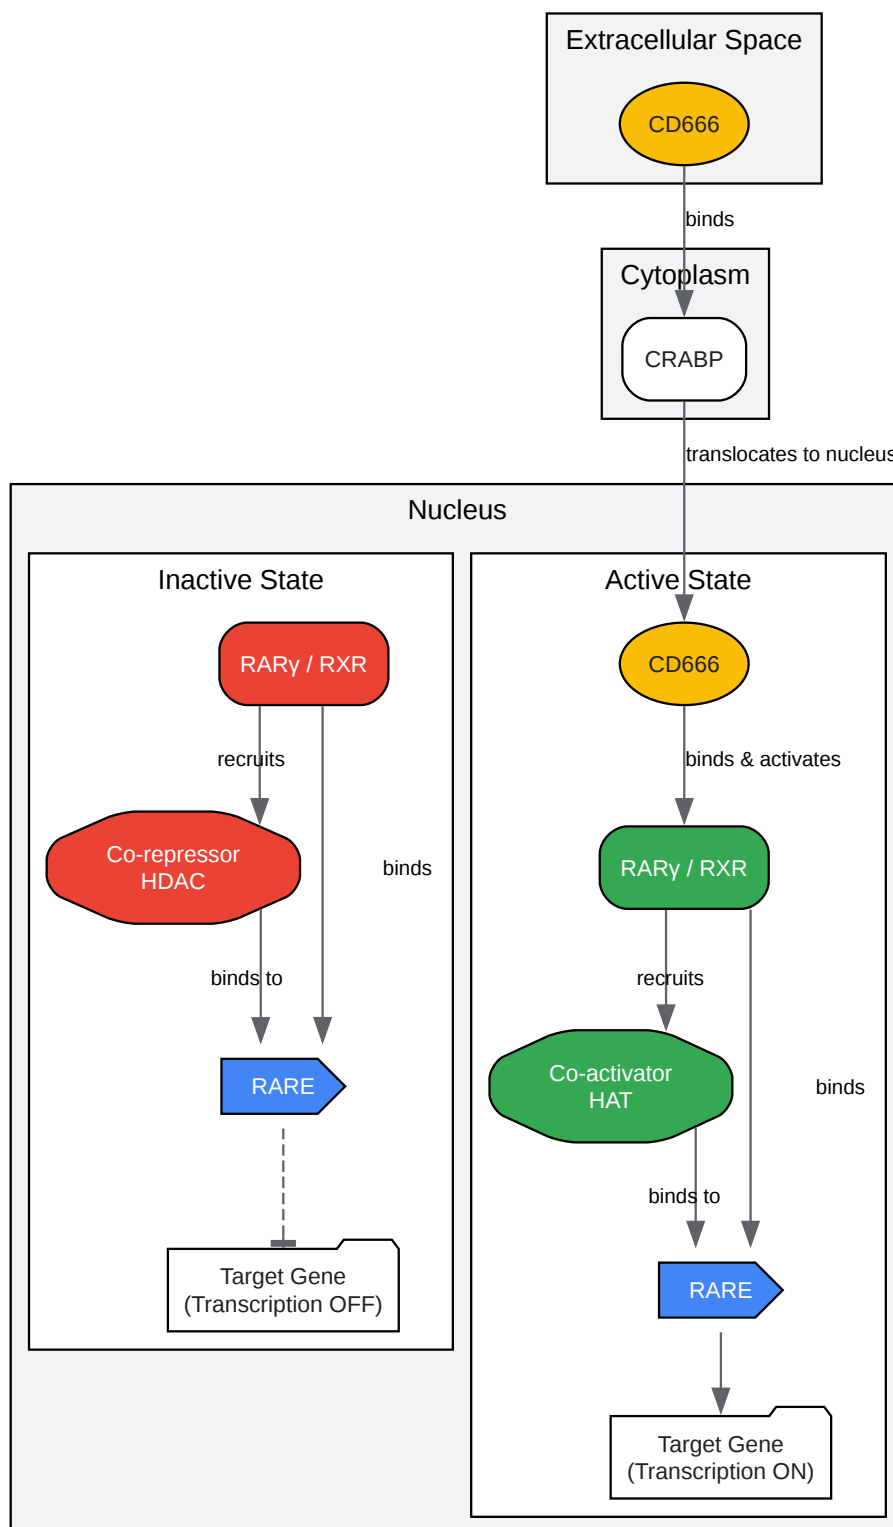 Extracellular Space
CD666
binds
Cytoplasm
CRABP
translocates to nucleus
Nucleus
Inactive State
RARγ / RXR
recruits
Co-repressor
HDAC
binds
binds to
RARE
Target Gene
(Transcription OFF)
Active State
CD666
binds & activates
RARγ / RXR
recruits
Co-activator
HAT
binds
binds to
RARE
Target Gene
(Transcription ON)